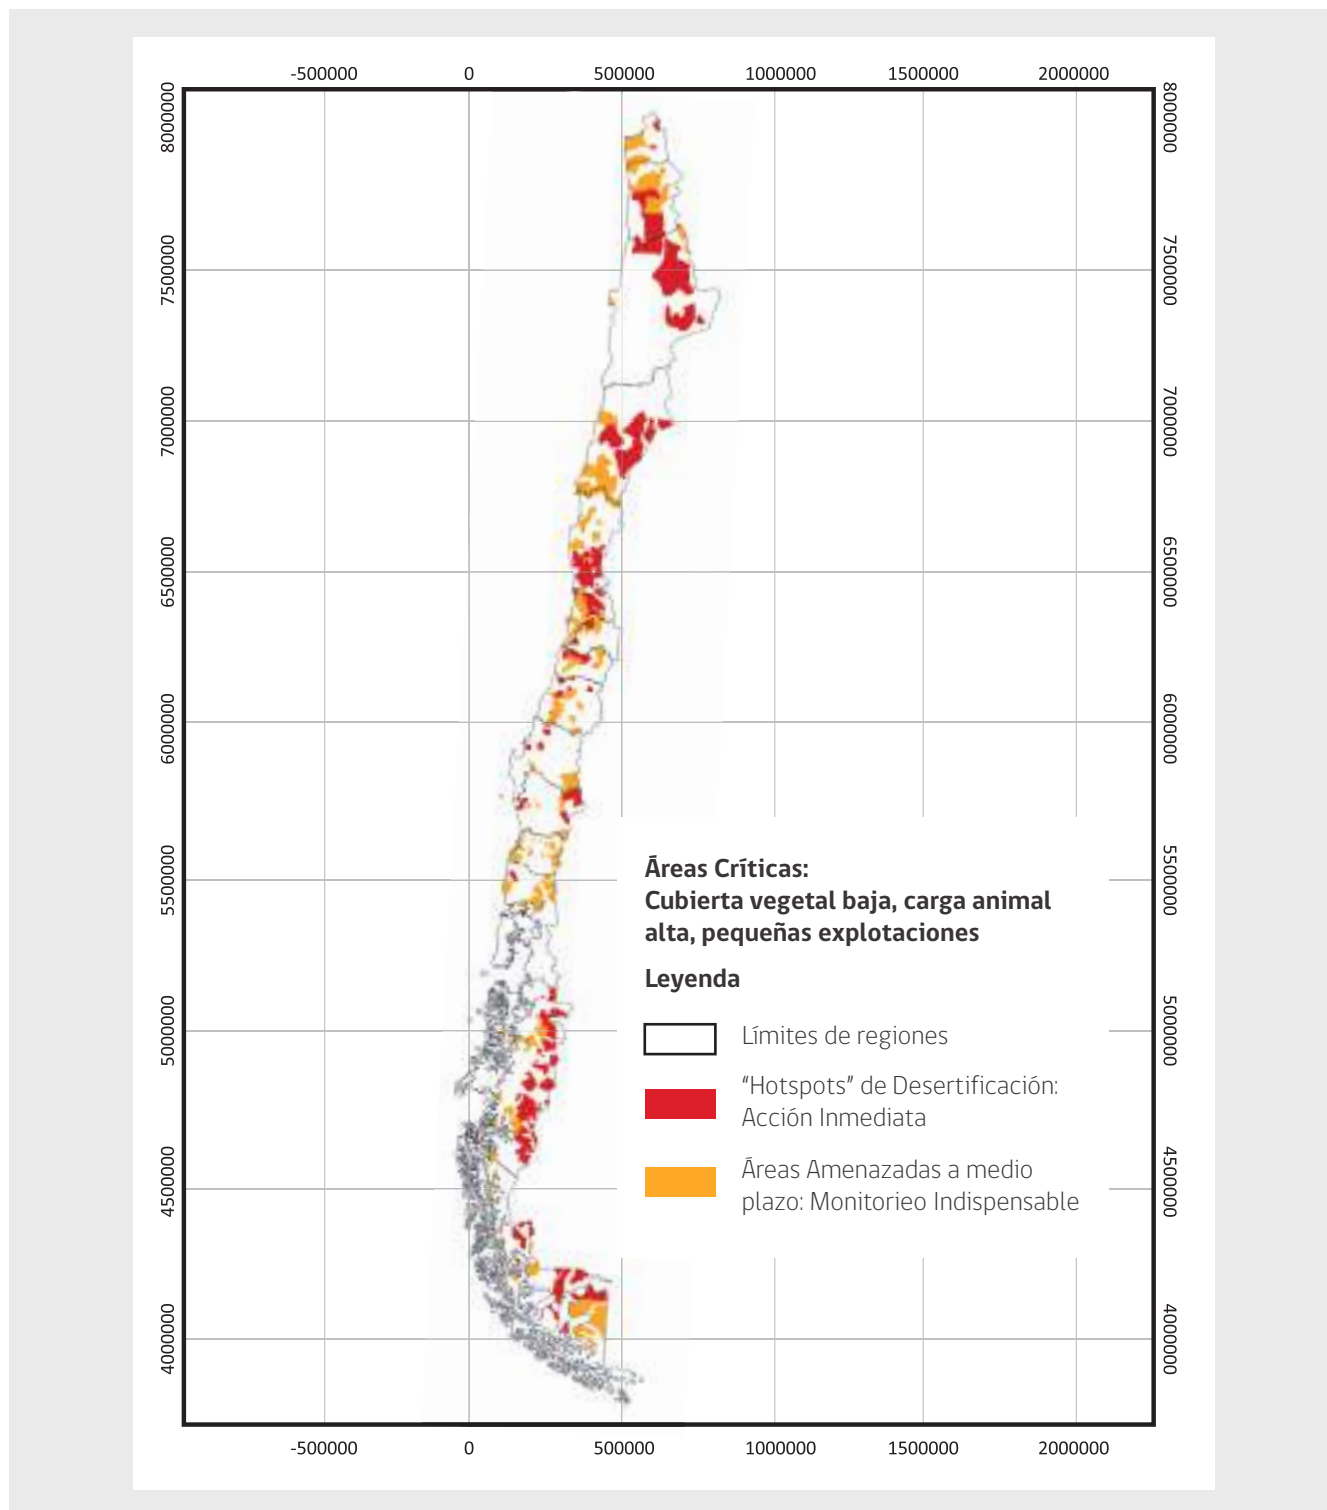 -500000 0 500000 1000000 1500000 2000000
8000000 8000000
7500000 7500000
7000000 7000000
6500000 6500000
6000000 6000000
5500000 5500000
5000000 5000000
4500000 4500000
4000000 4000000
Áreas Críticas:
Cubierta vegetal baja, carga animal
alta, pequeñas explotaciones
Leyenda
Límites de regiones
“Hotspots” de Desertificación:
Acción Inmediata
Áreas Amenazadas a medio
plazo: Monitorieo Indispensable
-500000 0 500000 1000000 1500000 2000000